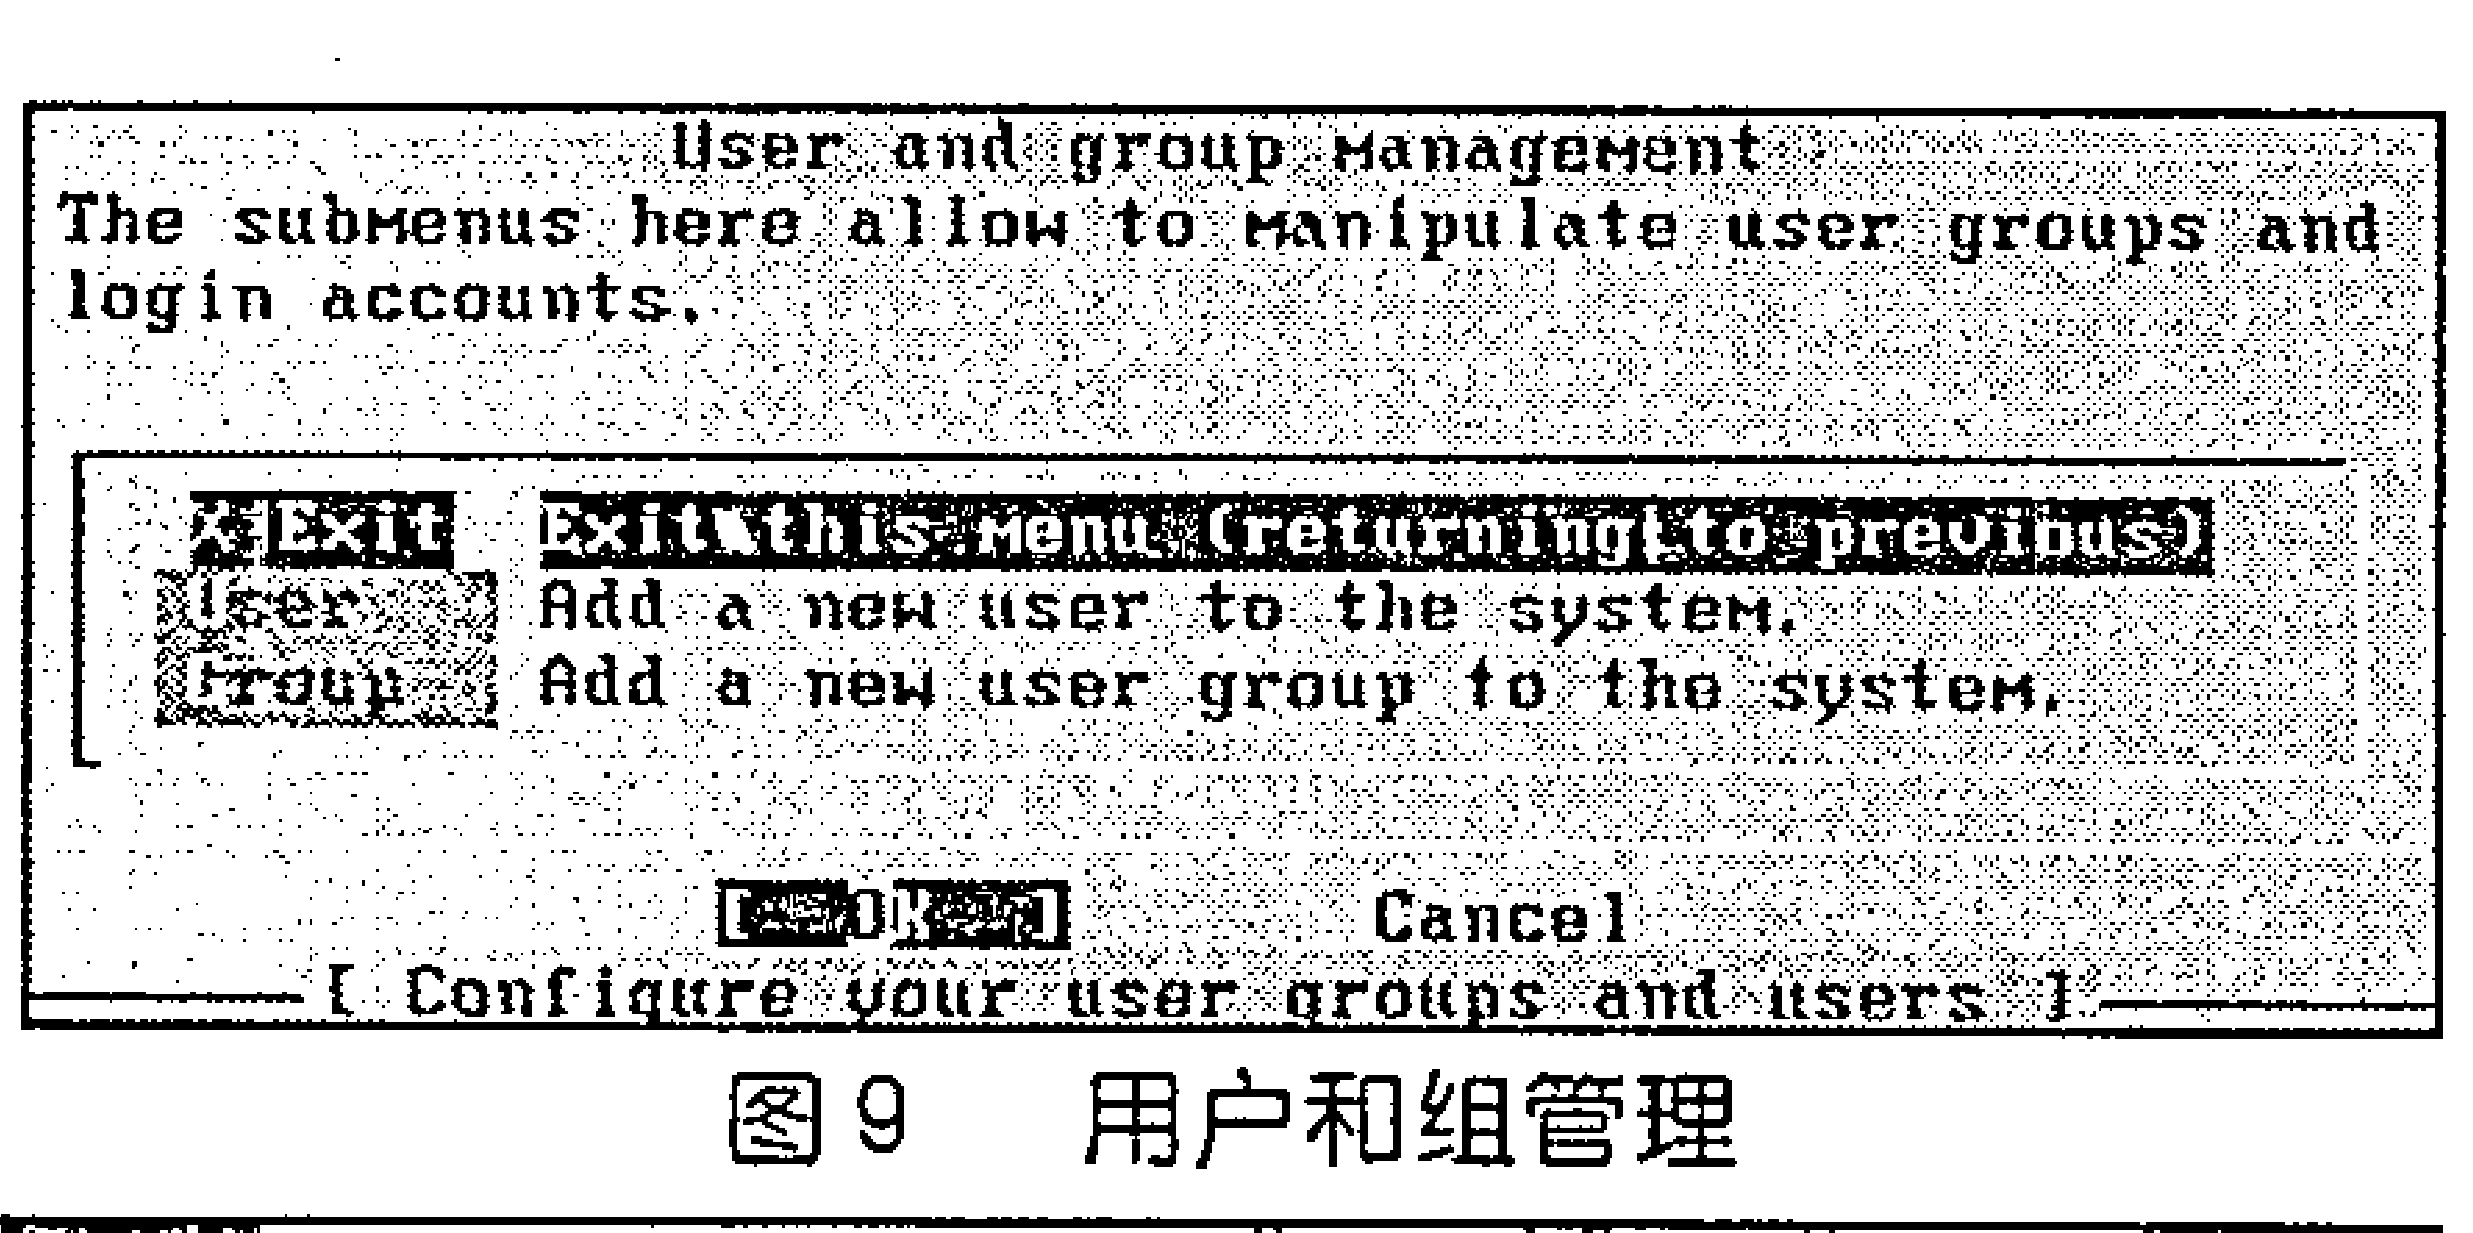 User and group management
The submenus here allow to manipulate user groups and
login accounts.
X Exit Exit this menu (returning to previous)
User Add a new user to the system.
Group Add a new user group to the system.
[ OK ] Cancel
[ Configure your user groups and users ]
图9 用户和组管理